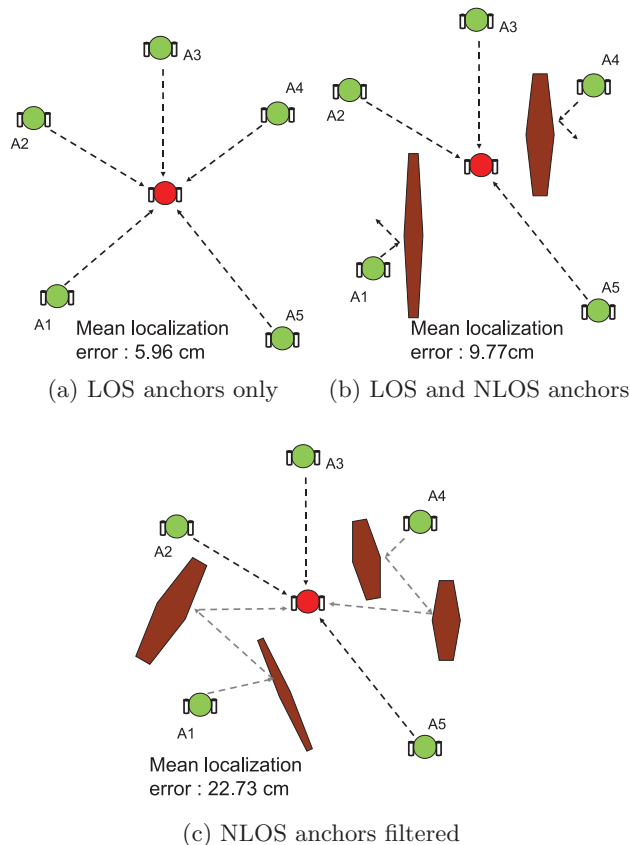 A3
A4
A2
A1
A5
Mean localization
error : 5.96 cm
(a) LOS anchors only
A3
A4
A2
A1
A5
Mean localization
error : 9.77cm
(b) LOS and NLOS anchors
A3
A4
A2
A1
A5
Mean localization
error : 22.73 cm
(c) NLOS anchors filtered